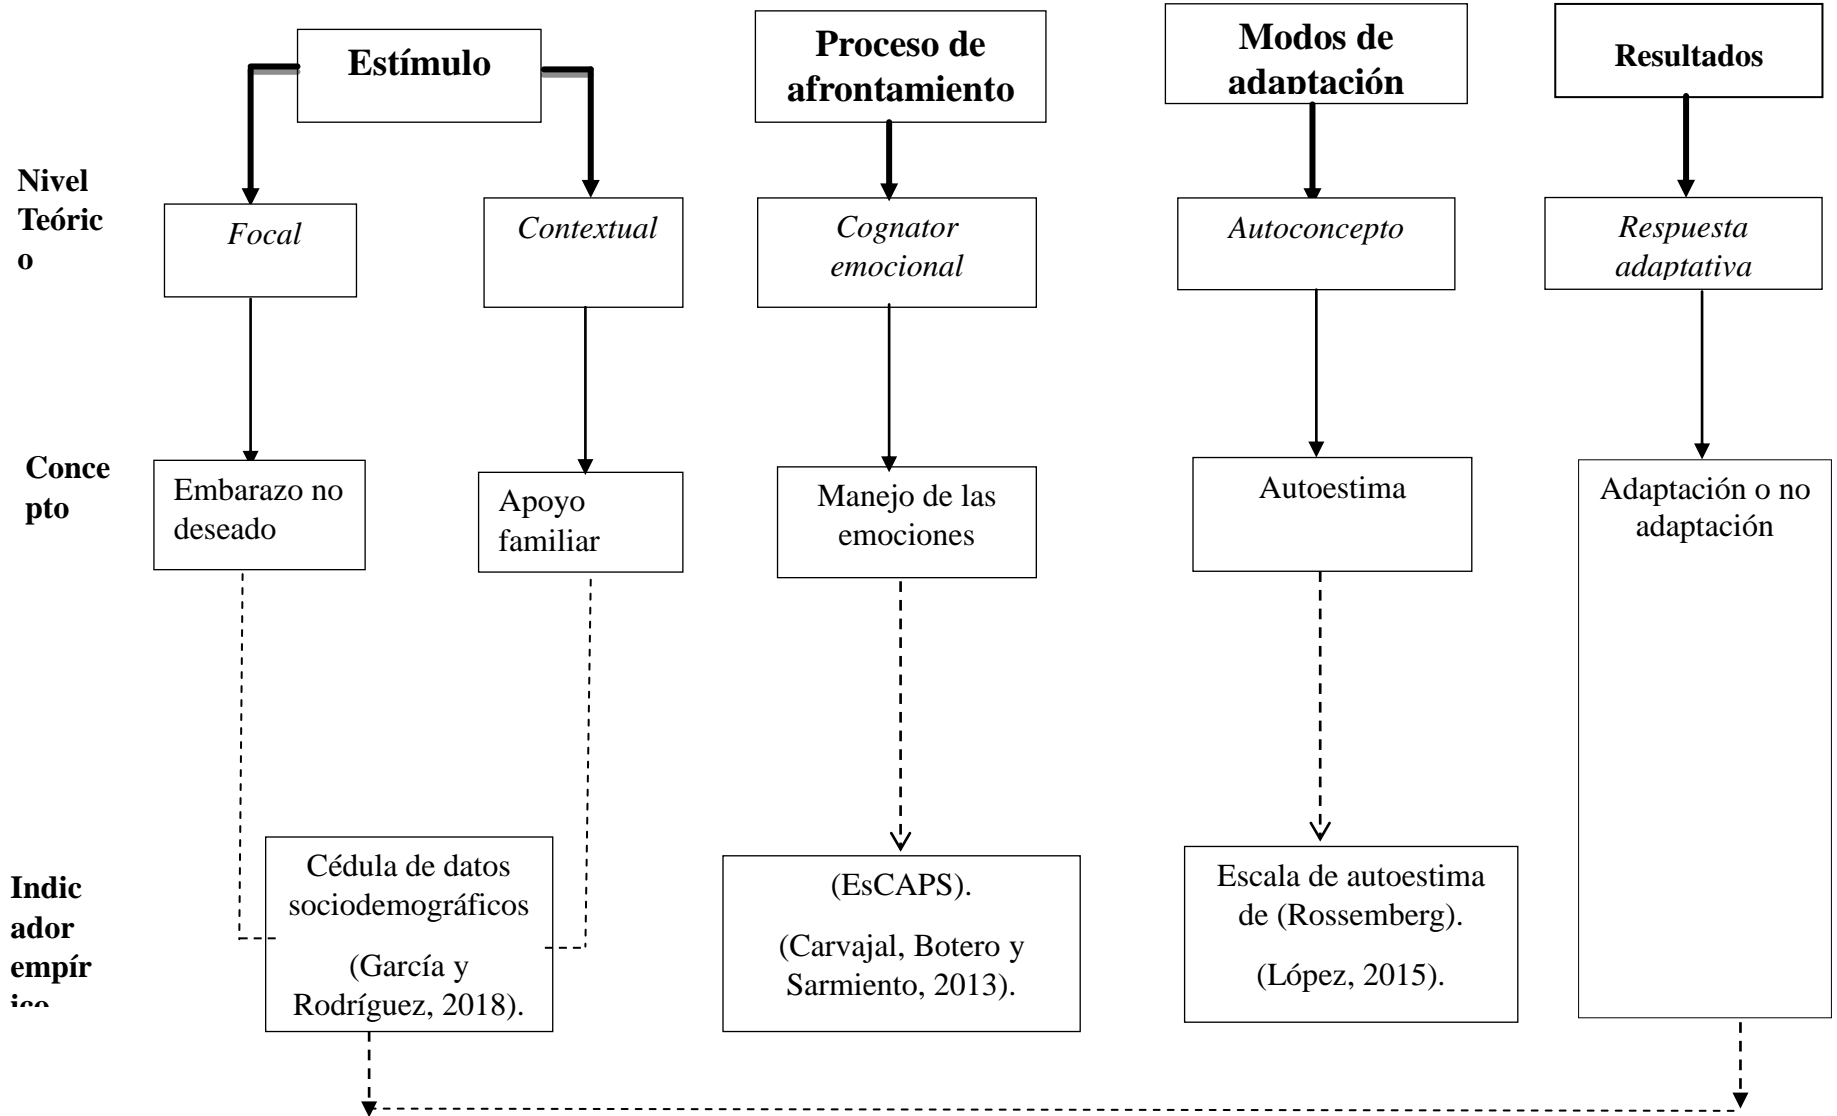 Estímulo
Proceso de
afrontamiento
Modos de
adaptación
Resultados
Nivel
Teóric
o
Focal
Contextual
Cognator
emocional
Autoconcepto
Respuesta
adaptativa
Conce
pto
Embarazo no
deseado
Apoyo
familiar
Manejo de las
emociones
Autoestima
Adaptación o no
adaptación
Indic
ador
empír
ico
Cédula de datos
sociodemográficos
(García y
Rodríguez, 2018).
(EsCAPS).
(Carvajal, Botero y
Sarmiento, 2013).
Escala de autoestima
de (Rossemberg).
(López, 2015).